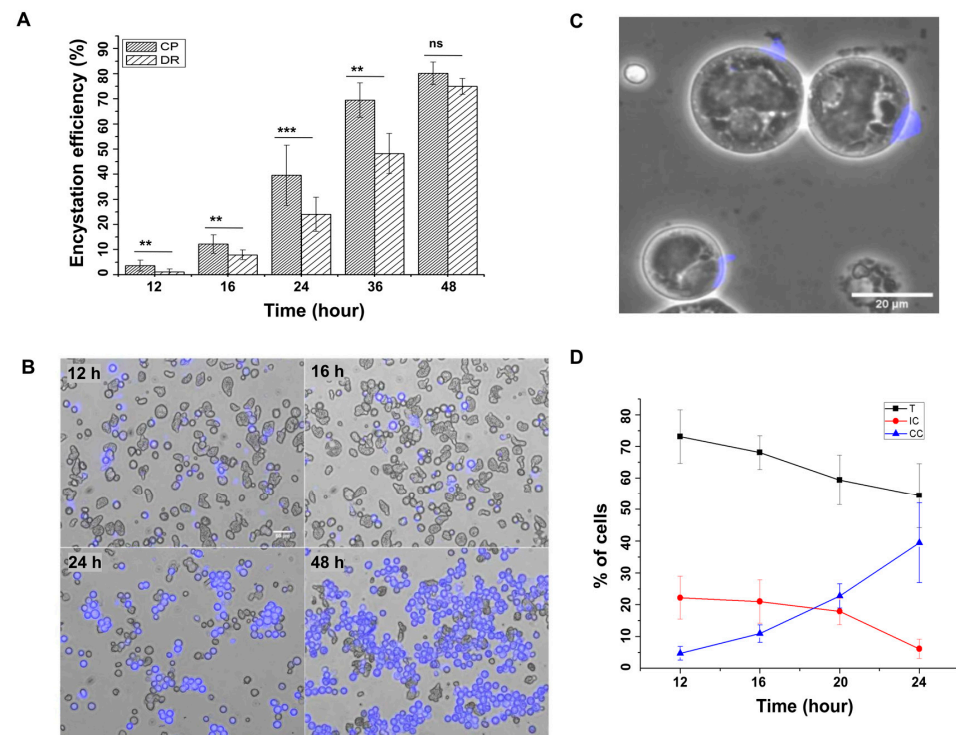 A
Encystation efficiency (%)
90
80
70
60
50
40
30
20
10
0
CP
DR
**
**
***
**
ns
12 16 24 36 48
Time (hour)
B
12 h
16 h
24 h
48 h
C
20 µm
D
% of cells
80
70
60
50
40
30
20
10
0
T
IC
CC
12 16 20 24
Time (hour)